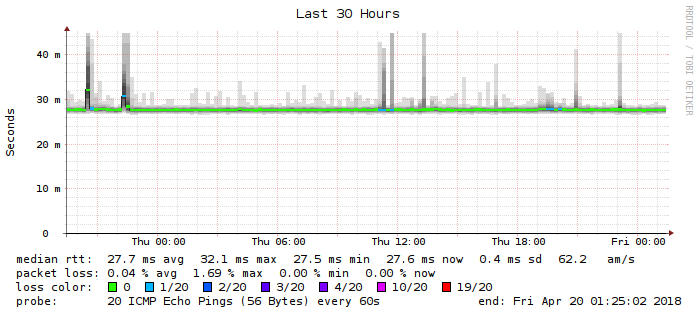 Last 30 Hours
RRDTOOL / TOBI OETIKER
Seconds
40 m
30 m
20 m
10 m
0
Thu 00:00 Thu 06:00 Thu 12:00 Thu 18:00 Fri 00:00
median rtt: 27.7 ms avg 32.1 ms max 27.5 ms min 27.6 ms now 0.4 ms sd 62.2 am/s
packet loss: 0.04 % avg 1.69 % max 0.00 % min 0.00 % now
loss color: 0 1/20 2/20 3/20 4/20 10/20 19/20
probe: 20 ICMP Echo Pings (56 Bytes) every 60s end: Fri Apr 20 01:25:02 2018